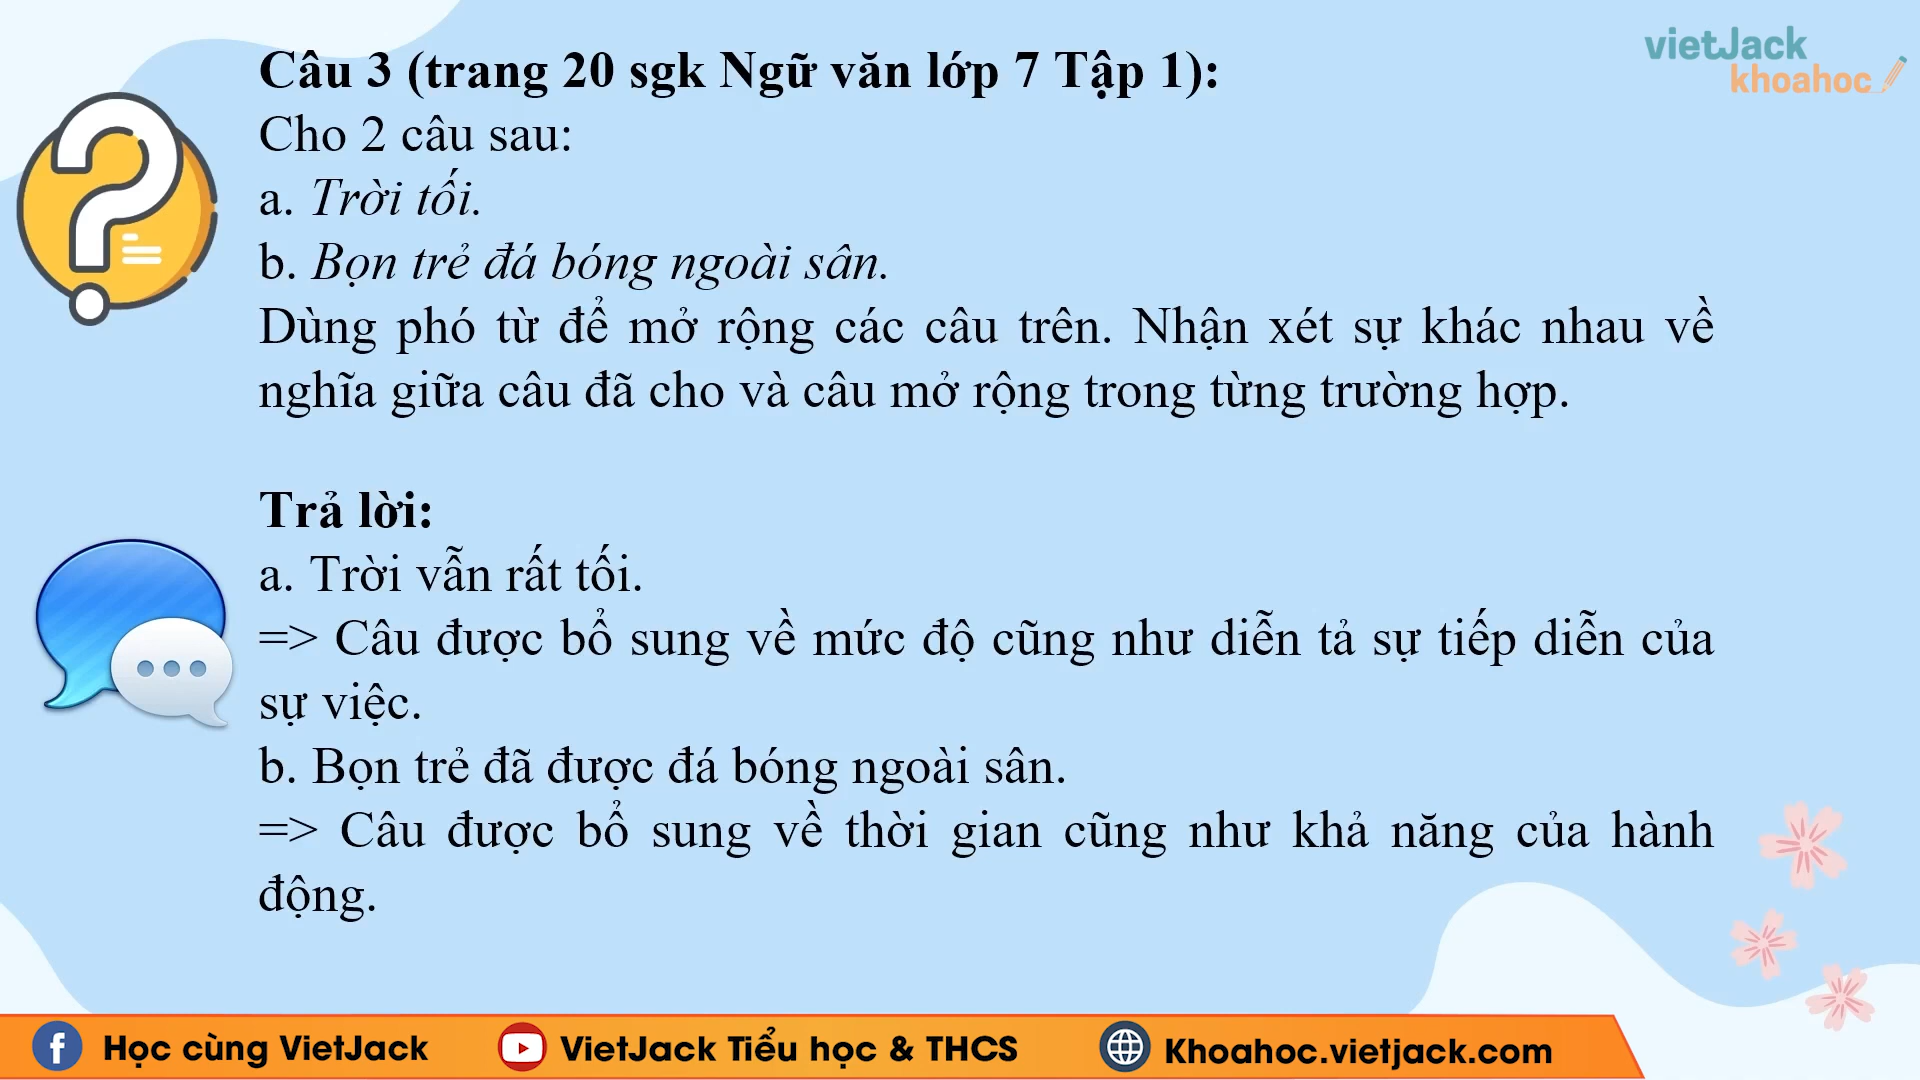 vietJack
khoahoc
Câu 3 (trang 20 sgk Ngữ văn lớp 7 Tập 1):
Cho 2 câu sau:
a. Trời tối.
b. Bọn trẻ đá bóng ngoài sân.
Dùng phó từ để mở rộng các câu trên. Nhận xét sự khác nhau về
nghĩa giữa câu đã cho và câu mở rộng trong từng trường hợp.
Trả lời:
a. Trời vẫn rất tối.
=> Câu được bổ sung về mức độ cũng như diễn tả sự tiếp diễn của
sự việc.
b. Bọn trẻ đã được đá bóng ngoài sân.
=> Câu được bổ sung về thời gian cũng như khả năng của hành
động.
Học cùng VietJack
VietJack Tiểu học & THCS
Khoahoc.vietjack.com